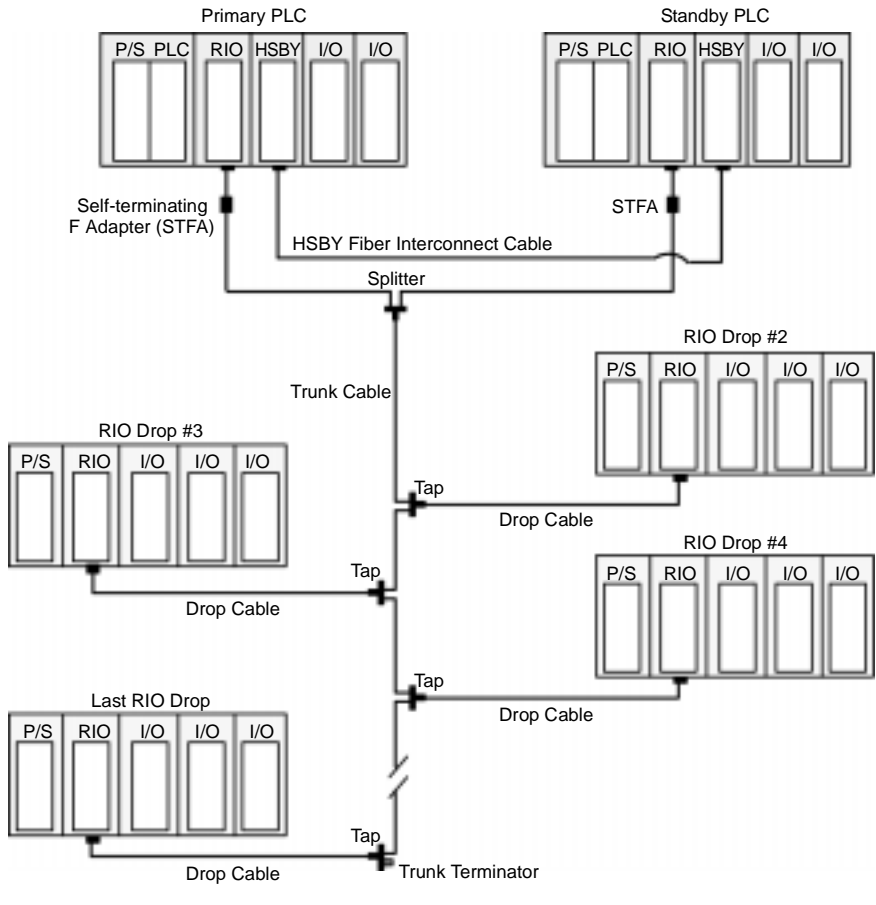 Primary PLC
Standby PLC
P/S PLC RIO HSBY I/O I/O
P/S PLC RIO HSBY I/O I/O
Self-terminating
F Adapter (STFA)
STFA
HSBY Fiber Interconnect Cable
Splitter
RIO Drop #2
P/S RIO I/O I/O I/O
Trunk Cable
RIO Drop #3
P/S RIO I/O I/O I/O
Tap
Drop Cable
RIO Drop #4
P/S RIO I/O I/O I/O
Tap
Drop Cable
Tap
Drop Cable
Last RIO Drop
P/S RIO I/O I/O I/O
Tap
Drop Cable
Trunk Terminator